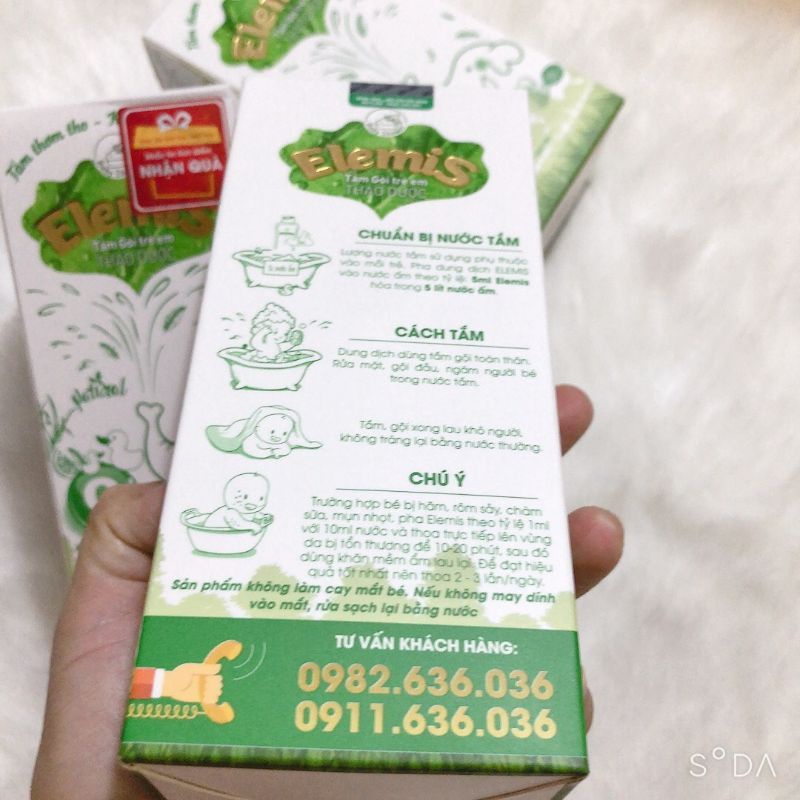 Elemis
Tắm Gội trẻ em
THẢO DƯỢC
CHUẨN BỊ NƯỚC TẮM
Lượng nước tắm sử dụng phụ thuộc
vào mỗi trẻ. Pha dung dịch ELEMIS
vào nước ấm theo tỷ lệ: 5ml Elemis
hòa trong 5 lít nước ấm.
CÁCH TẮM
Dung dịch dùng tắm gội toàn thân.
Rửa mặt, gội đầu, ngâm người bé
trong nước tắm.
Tắm, gội xong lau khô người,
không tráng lại bằng nước thường.
CHÚ Ý
Trường hợp bé bị hăm, rôm sảy, chàm
sữa, mụn nhọt, pha Elemis theo tỷ lệ 1ml
với 10ml nước và thoa trực tiếp lên vùng
da bị tổn thương để 10-20 phút, sau đó
dùng khăn mềm ẩm lau lại. Để đạt hiệu
quả tốt nhất nên thoa 2 - 3 lần/ngày.
Sản phẩm không làm cay mắt bé. Nếu không may dính
vào mắt, rửa sạch lại bằng nước
TƯ VẤN KHÁCH HÀNG:
0982.636.036
0911.636.036
Tắm thơm tho
NHẬN QUÀ
Elemis
Tắm Gội trẻ em
THẢO DƯỢC
Natural
Elemis
SODA